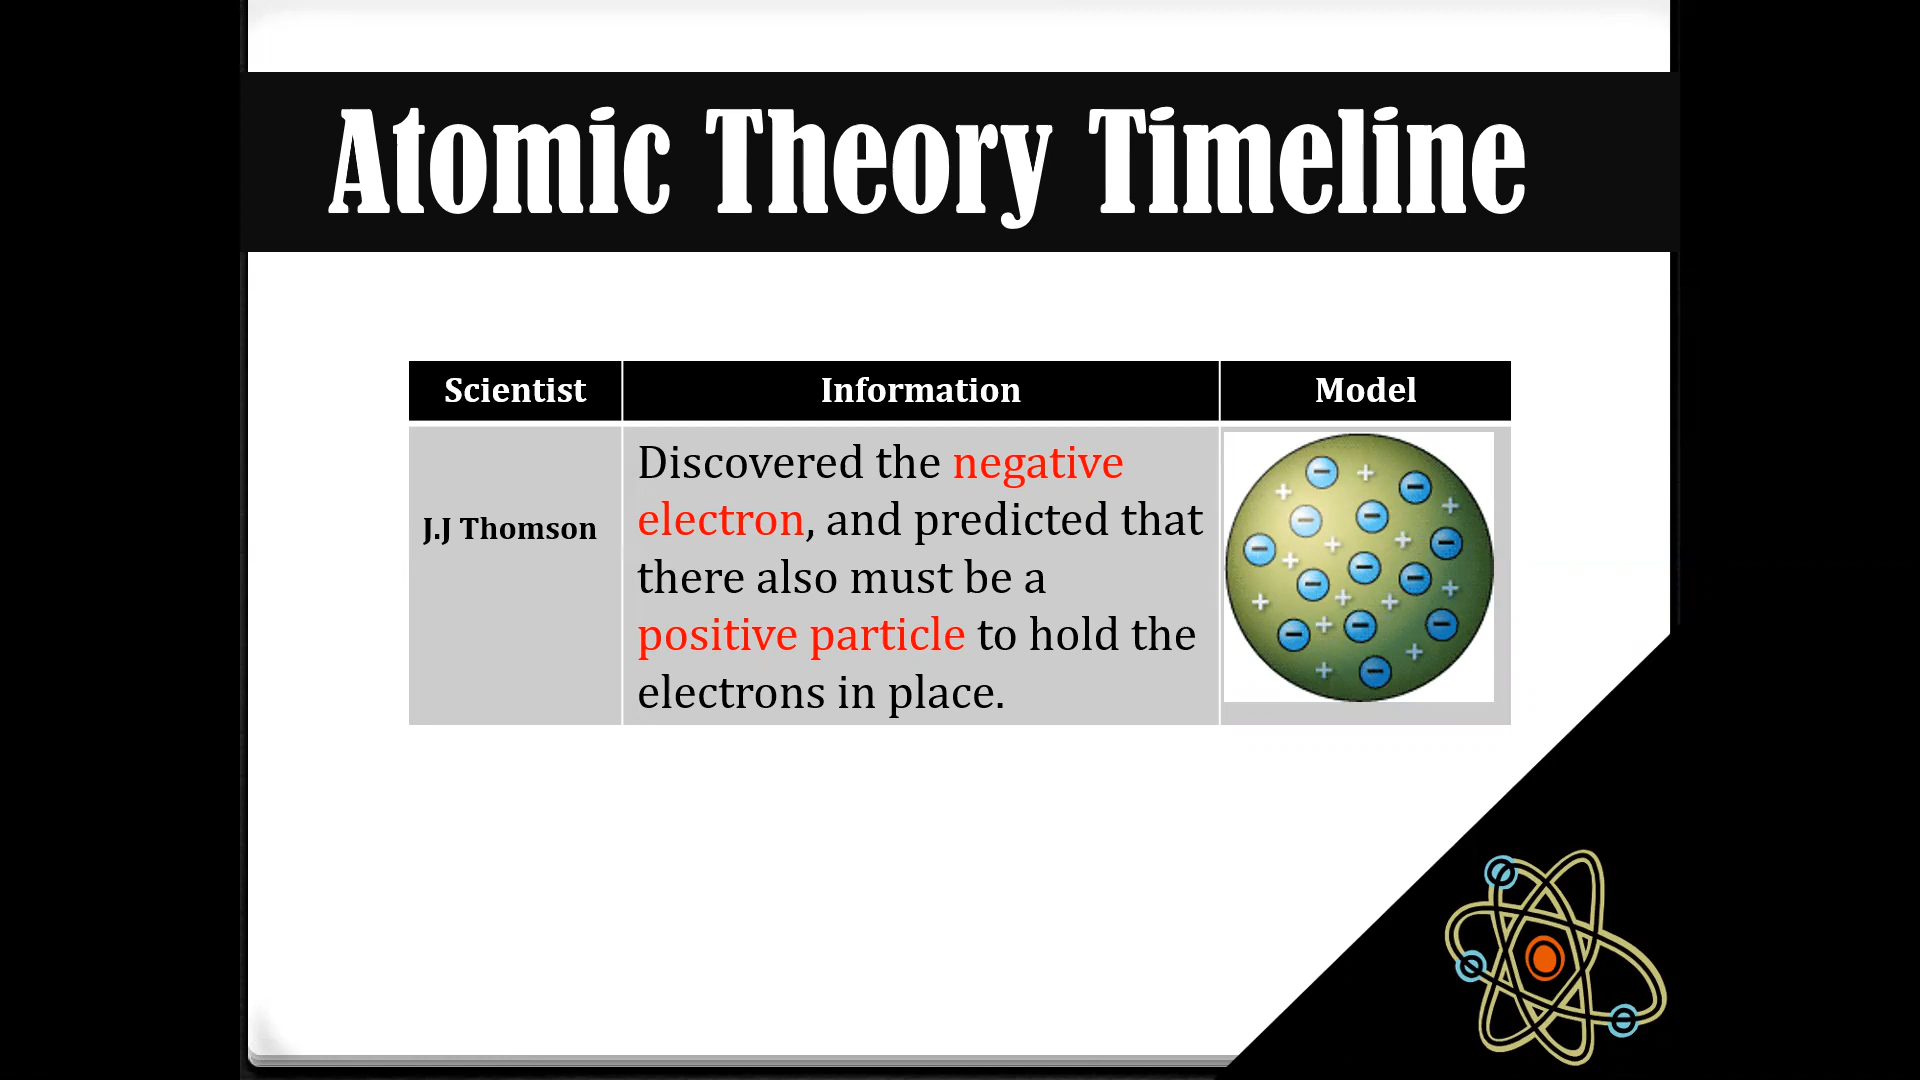 Atomic Theory Timeline
Scientist Information Model
J.J Thomson
Discovered the negative
electron, and predicted that
there also must be a
positive particle to hold the
electrons in place.